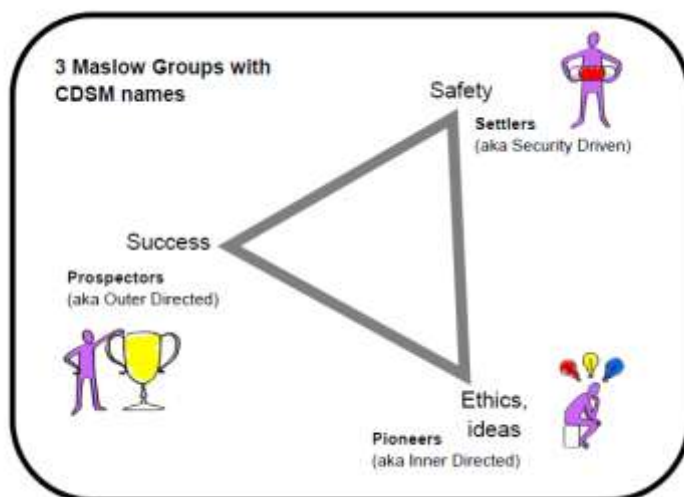 3 Maslow Groups with
CDSM names
Safety
Settlers
(aka Security Driven)
Success
Prospectors
(aka Outer Directed)
Ethics,
ideas
Pioneers
(aka Inner Directed)